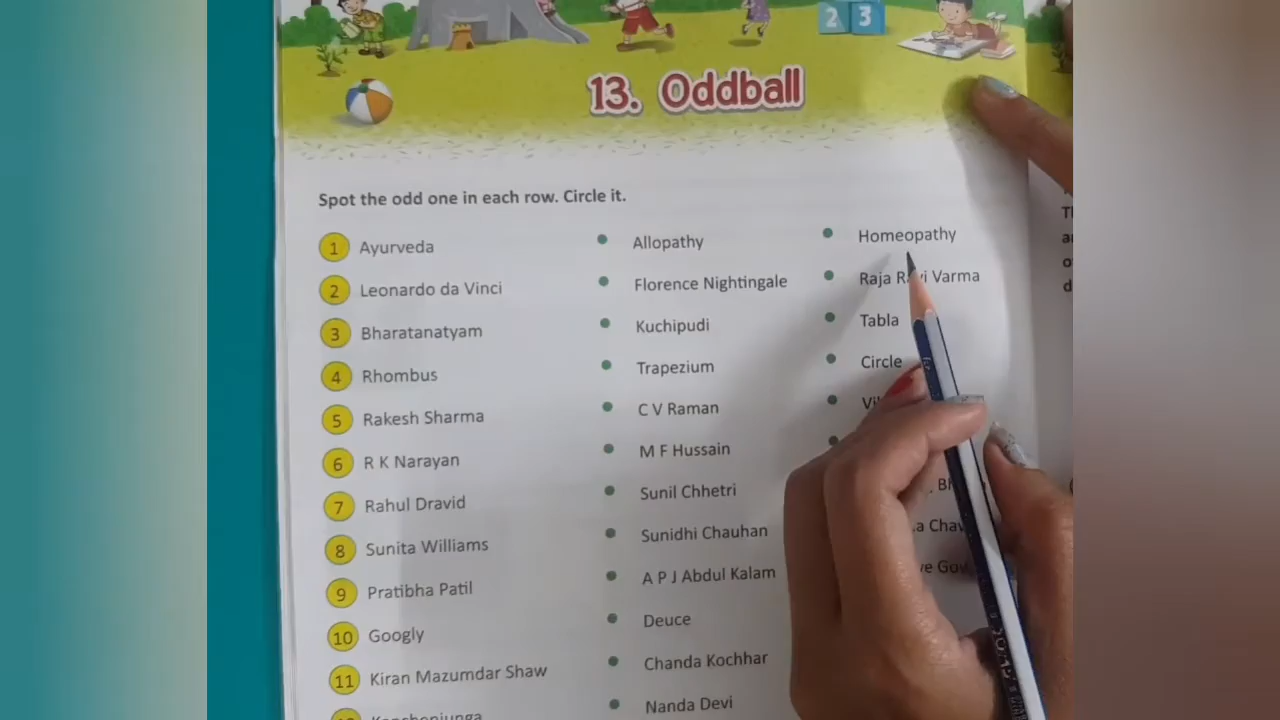 2 3
13. Oddball
Spot the odd one in each row. Circle it.
1 Ayurveda • Allopathy • Homeopathy
2 Leonardo da Vinci • Florence Nightingale • Raja Ravi Varma
3 Bharatanatyam • Kuchipudi • Tabla
4 Rhombus • Trapezium • Circle
5 Rakesh Sharma • C V Raman •
6 R K Narayan • M F Hussain •
7 Rahul Dravid • Sunil Chhetri
8 Sunita Williams • Sunidhi Chauhan
9 Pratibha Patil • A P J Abdul Kalam
10 Googly • Deuce
11 Kiran Mazumdar Shaw • Chanda Kochhar
• Nanda Devi